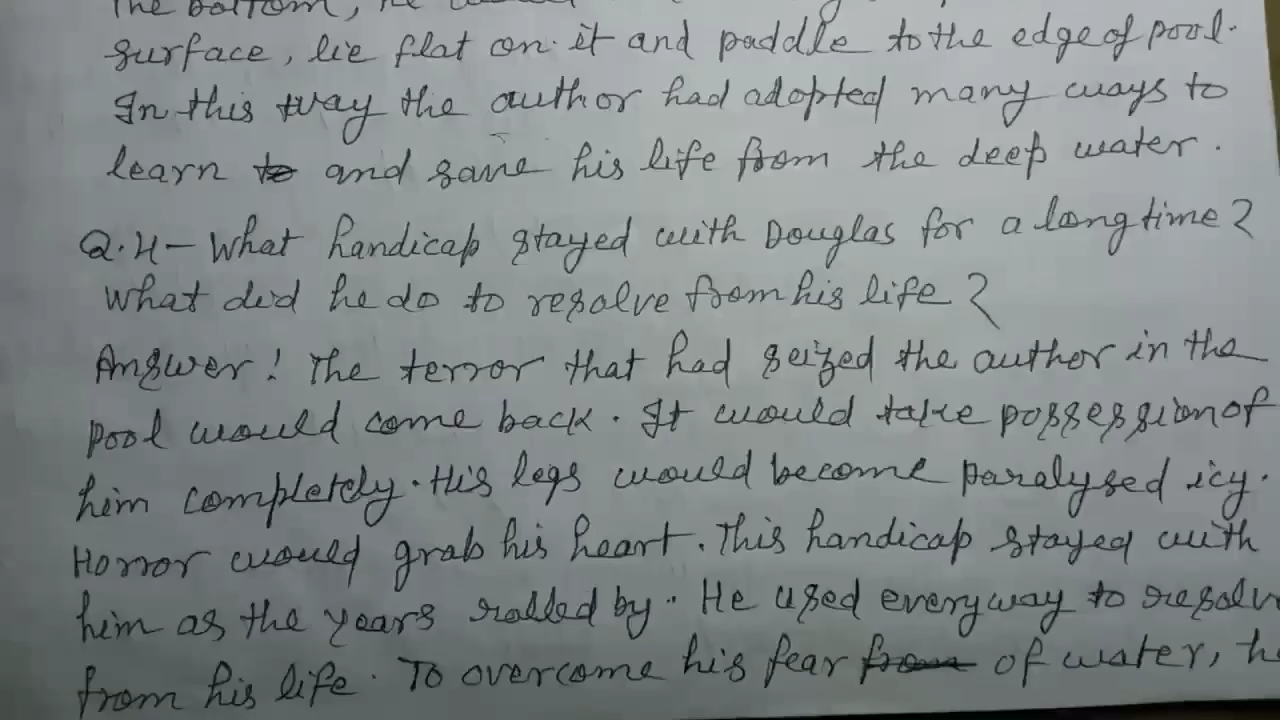 The bottom, he
surface, lie flat on it and paddle to the edge of pool.
In this way the author had adopted many ways to
learn to and save his life from the deep water.
Q.4- What handicap stayed with Douglas for a long time?
What did he do to resolve from his life?
Answer! The terror that had seized the author in the
pool would come back. It would take possession of
him completely. His legs would become paralysed icy.
Horror would grab his heart. This handicap stayed with
him as the years rolled by. He used everyway to resolv
from his life. To overcome his fear from of water, h